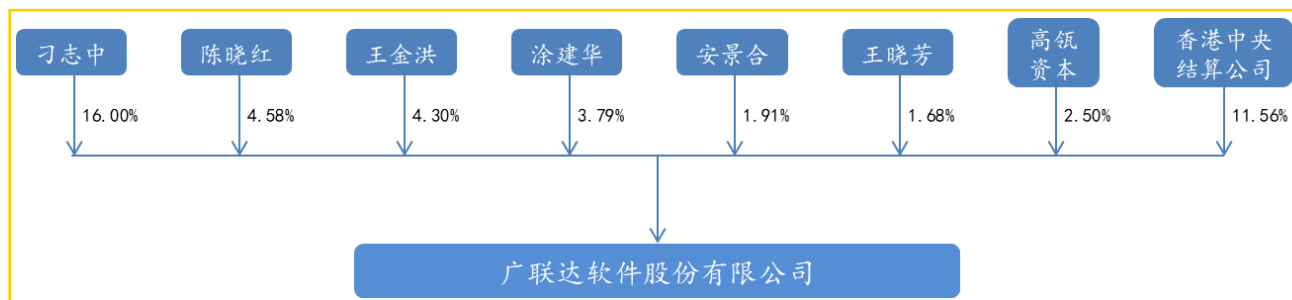 刁志中
陈晓红
王金洪
涂建华
安景合
王晓芳
高瓴
资本
香港中央
结算公司
16.00%
4.58%
4.30%
3.79%
1.91%
1.68%
2.50%
11.56%
广联达软件股份有限公司